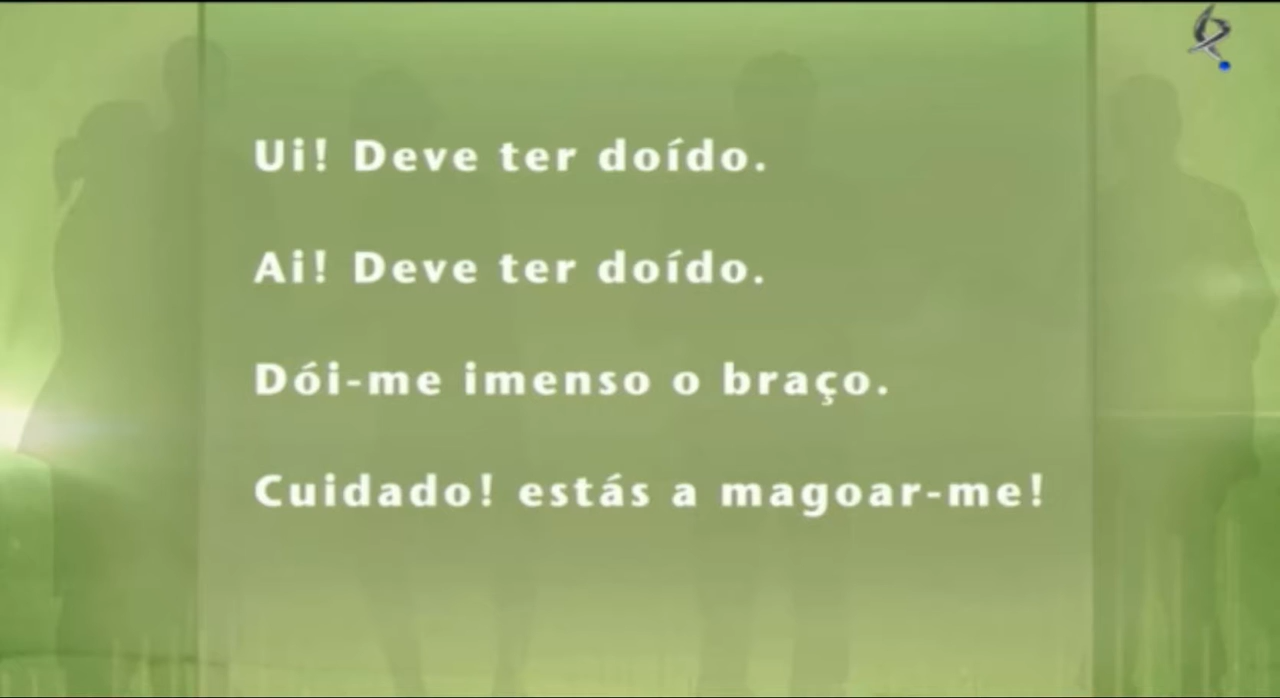 Ui! Deve ter doído.
Ai! Deve ter doído.
Dói-me imenso o braço.
Cuidado! estás a magoar-me!